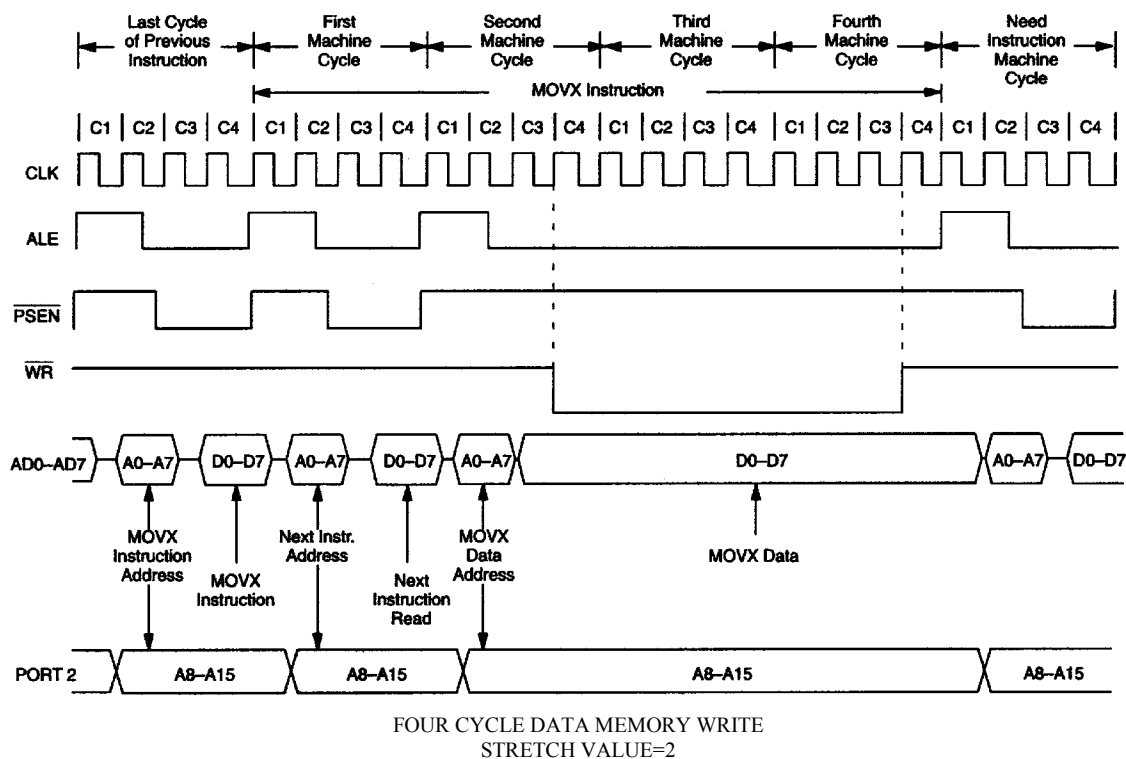 Last Cycle
of Previous
Instruction
First
Machine
Cycle
Second
Machine
Cycle
Third
Machine
Cycle
Fourth
Machine
Cycle
Need
Instruction
Machine
Cycle
MOVX Instruction
C1 C2 C3 C4 C1 C2 C3 C4 C1 C2 C3 C4 C1 C2 C3 C4 C1 C2 C3 C4 C1 C2 C3 C4
CLK
ALE
PSEN
WR
AD0–AD7 A0–A7 D0–D7 A0–A7 D0–D7 A0–A7 D0–D7 A0–A7 D0–D7
MOVX
Instruction
Address
MOVX
Instruction
Next Instr.
Address
Next
Instruction
Read
MOVX
Data
Address
MOVX Data
PORT 2 A8–A15 A8–A15 A8–A15 A8–A15
FOUR CYCLE DATA MEMORY WRITE
STRETCH VALUE=2